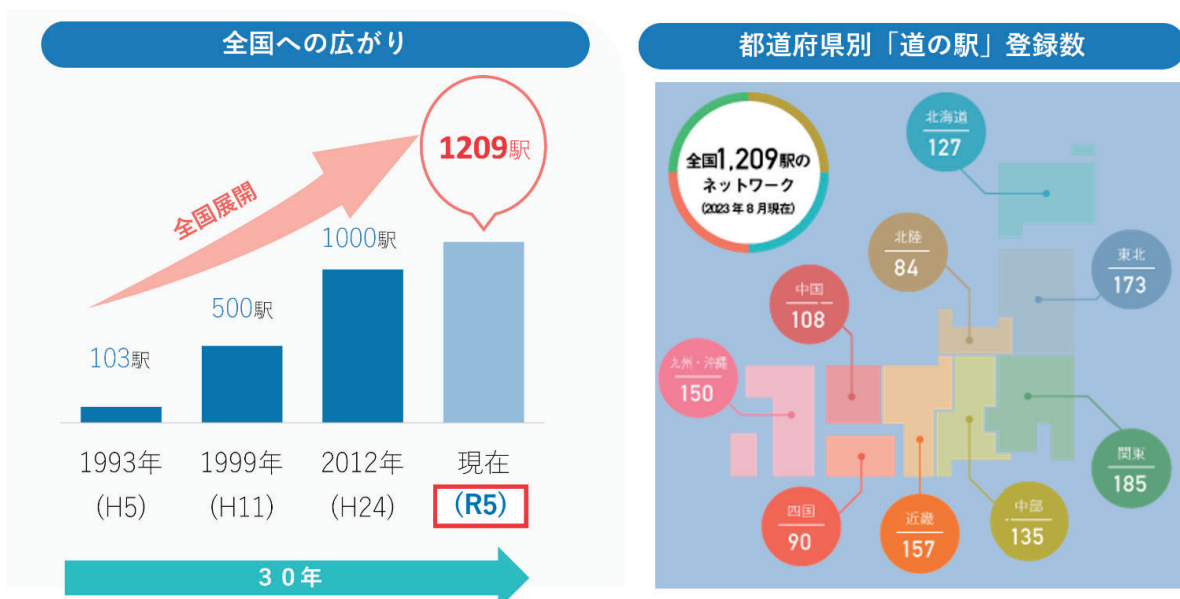 全国への広がり
1209駅
全国展開
1000駅
500駅
103駅
1993年
(H5)
1999年
(H11)
2012年
(H24)
現在
(R5)
30年
都道府県別「道の駅」登録数
全国1,209駅の
ネットワーク
(2023年8月現在)
北海道
127
北陸
84
東北
173
中国
108
九州・沖縄
150
関東
185
中部
135
四国
90
近畿
157